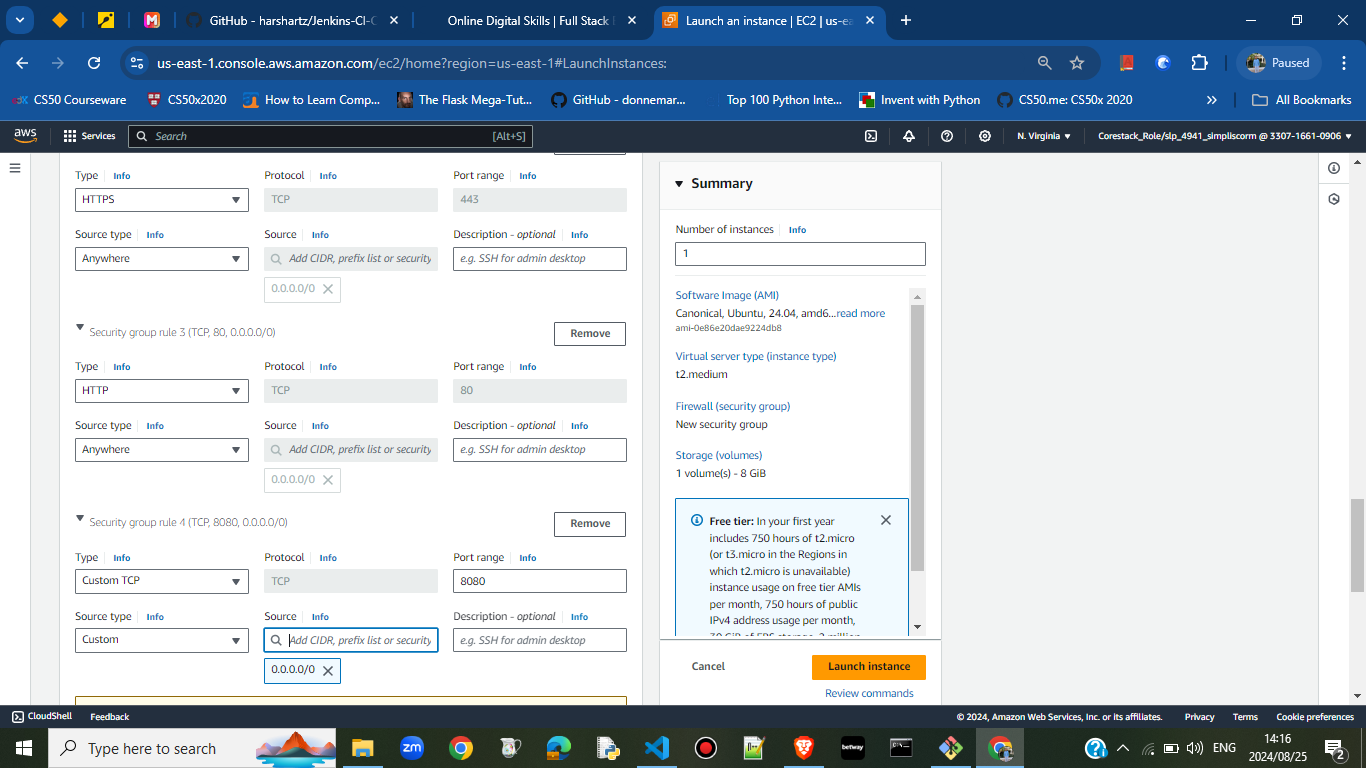 GitHub - harshartz/Jenkins-CI-C
Online Digital Skills | Full Stack
Launch an instance | EC2 | us-ea
us-east-1.console.aws.amazon.com/ec2/home?region=us-east-1#LaunchInstances:
Paused
CS50 Courseware
CS50x2020
How to Learn Comp...
The Flask Mega-Tut...
GitHub - donnemar...
Top 100 Python Inte...
Invent with Python
CS50.me: CS50x 2020
All Bookmarks
aws
Services
Search
[Alt+S]
N. Virginia
Corestack_Role/slp_4941_simpliscorm @ 3307-1661-0906
Type Info
Protocol Info
Port range Info
HTTPS
TCP
443
Source type Info
Source Info
Description - optional Info
Anywhere
Add CIDR, prefix list or security
e.g. SSH for admin desktop
0.0.0.0/0
Security group rule 3 (TCP, 80, 0.0.0.0/0)
Remove
Type Info
Protocol Info
Port range Info
HTTP
TCP
80
Source type Info
Source Info
Description - optional Info
Anywhere
Add CIDR, prefix list or security
e.g. SSH for admin desktop
0.0.0.0/0
Security group rule 4 (TCP, 8080, 0.0.0.0/0)
Remove
Type Info
Protocol Info
Port range Info
Custom TCP
TCP
8080
Source type Info
Source Info
Description - optional Info
Custom
Add CIDR, prefix list or security
e.g. SSH for admin desktop
0.0.0.0/0
Summary
Number of instances Info
1
Software Image (AMI)
Canonical, Ubuntu, 24.04, amd6...read more
ami-0e86e20dae9224db8
Virtual server type (instance type)
t2.medium
Firewall (security group)
New security group
Storage (volumes)
1 volume(s) - 8 GiB
Free tier: In your first year
includes 750 hours of t2.micro
(or t3.micro in the Regions in
which t2.micro is unavailable)
instance usage on free tier AMIs
per month, 750 hours of public
IPv4 address usage per month,
30 GiB of EBS storage, 2 million
Cancel
Launch instance
Review commands
CloudShell
Feedback
© 2024, Amazon Web Services, Inc. or its affiliates.
Privacy
Terms
Cookie preferences
Type here to search
zm
betway
ENG
14:16
2024/08/25
2